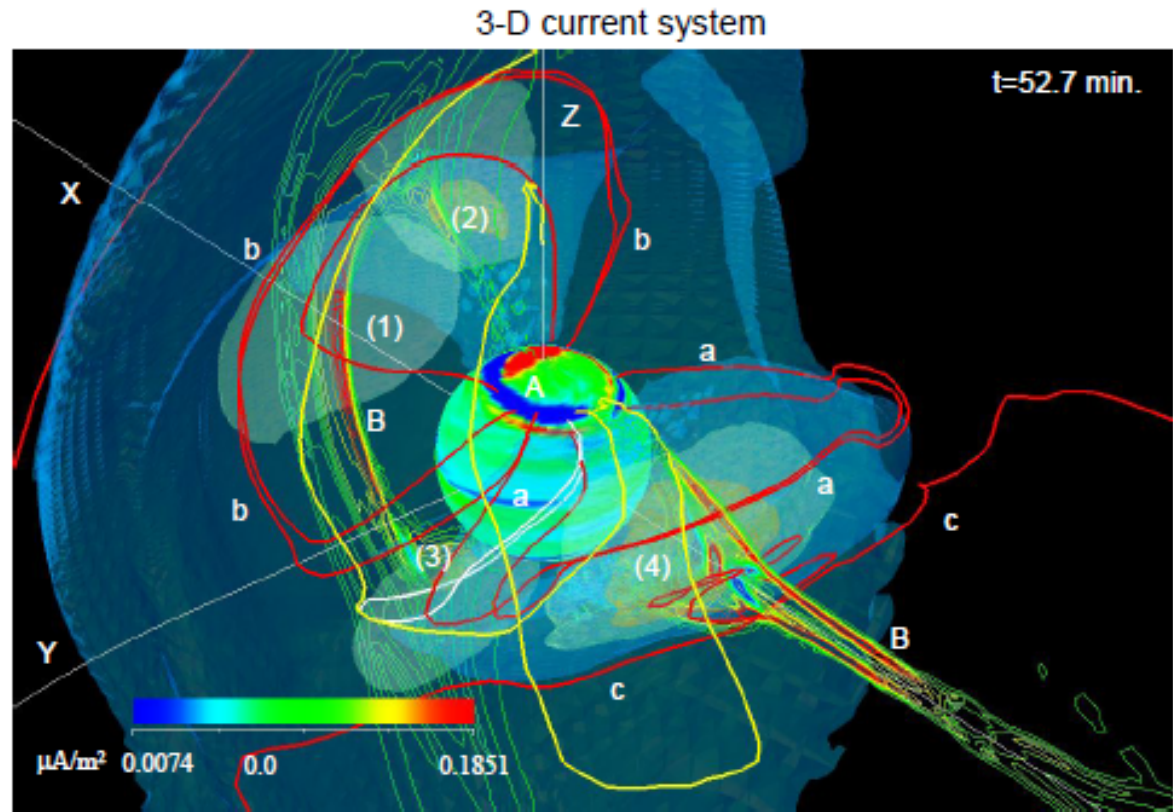 3-D current system
t=52.7 min.
Z
X
b
(2)
b
(1)
a
A
B
a
a
b
c
(3)
(4)
B
Y
c
μA/m² 0.0074 0.0 0.1851